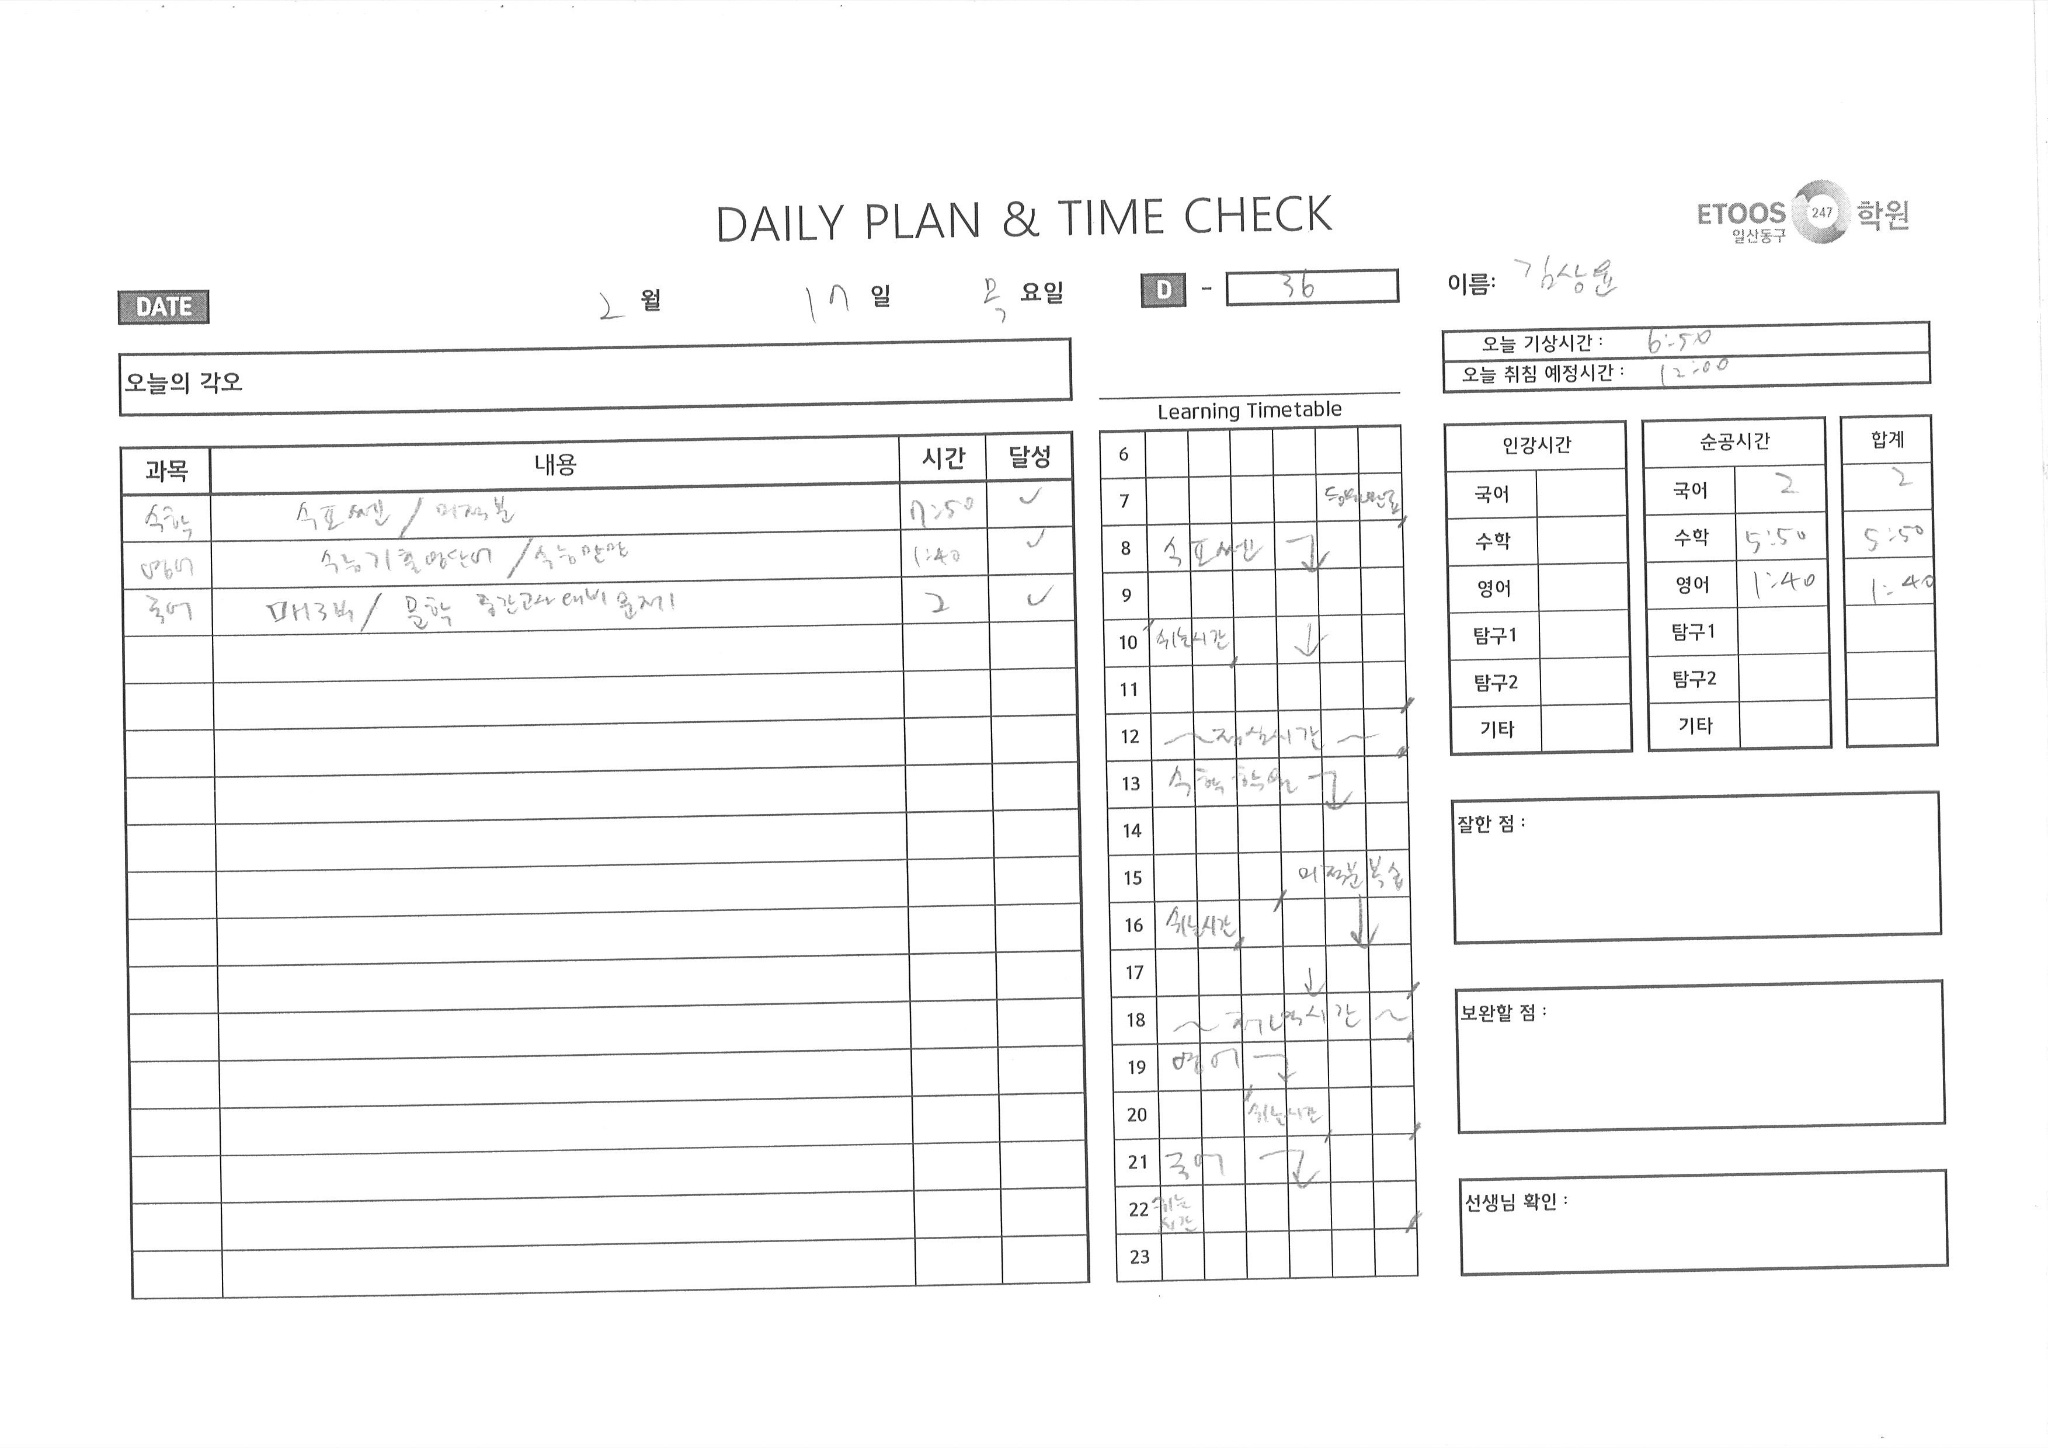 DAILY PLAN & TIME CHECK
ETOOS 247 학원
일산동구
DATE 2 월 17 일 목 요일
D - 36
이름: 김상윤
오늘 기상시간 : 6:50
오늘 취침 예정시간 : 12:00
오늘의 각오
과목 내용 시간 달성
수학 수포쎈 / 미적분 7:50 ✓
영어 수능기출영단어 / 수능만만 1:40 ✓
국어 매3비 / 문학 중간고사대비 문제 2 ✓
Learning Timetable
6
7 등원완료
8 수포쎈
9
10 쉬는시간
11
12 ~점심시간~
13 수학학원
14
15 미적분복습
16 쉬는시간
17
18 ~저녁시간~
19 영어
20 쉬는시간
21 국어
22 쉬는시간
23
인강시간
국어
수학
영어
탐구1
탐구2
기타
순공시간 합계
국어 2 2
수학 5:50 5:50
영어 1:40 1:40
탐구1
탐구2
기타
잘한 점 :
보완할 점 :
선생님 확인 :